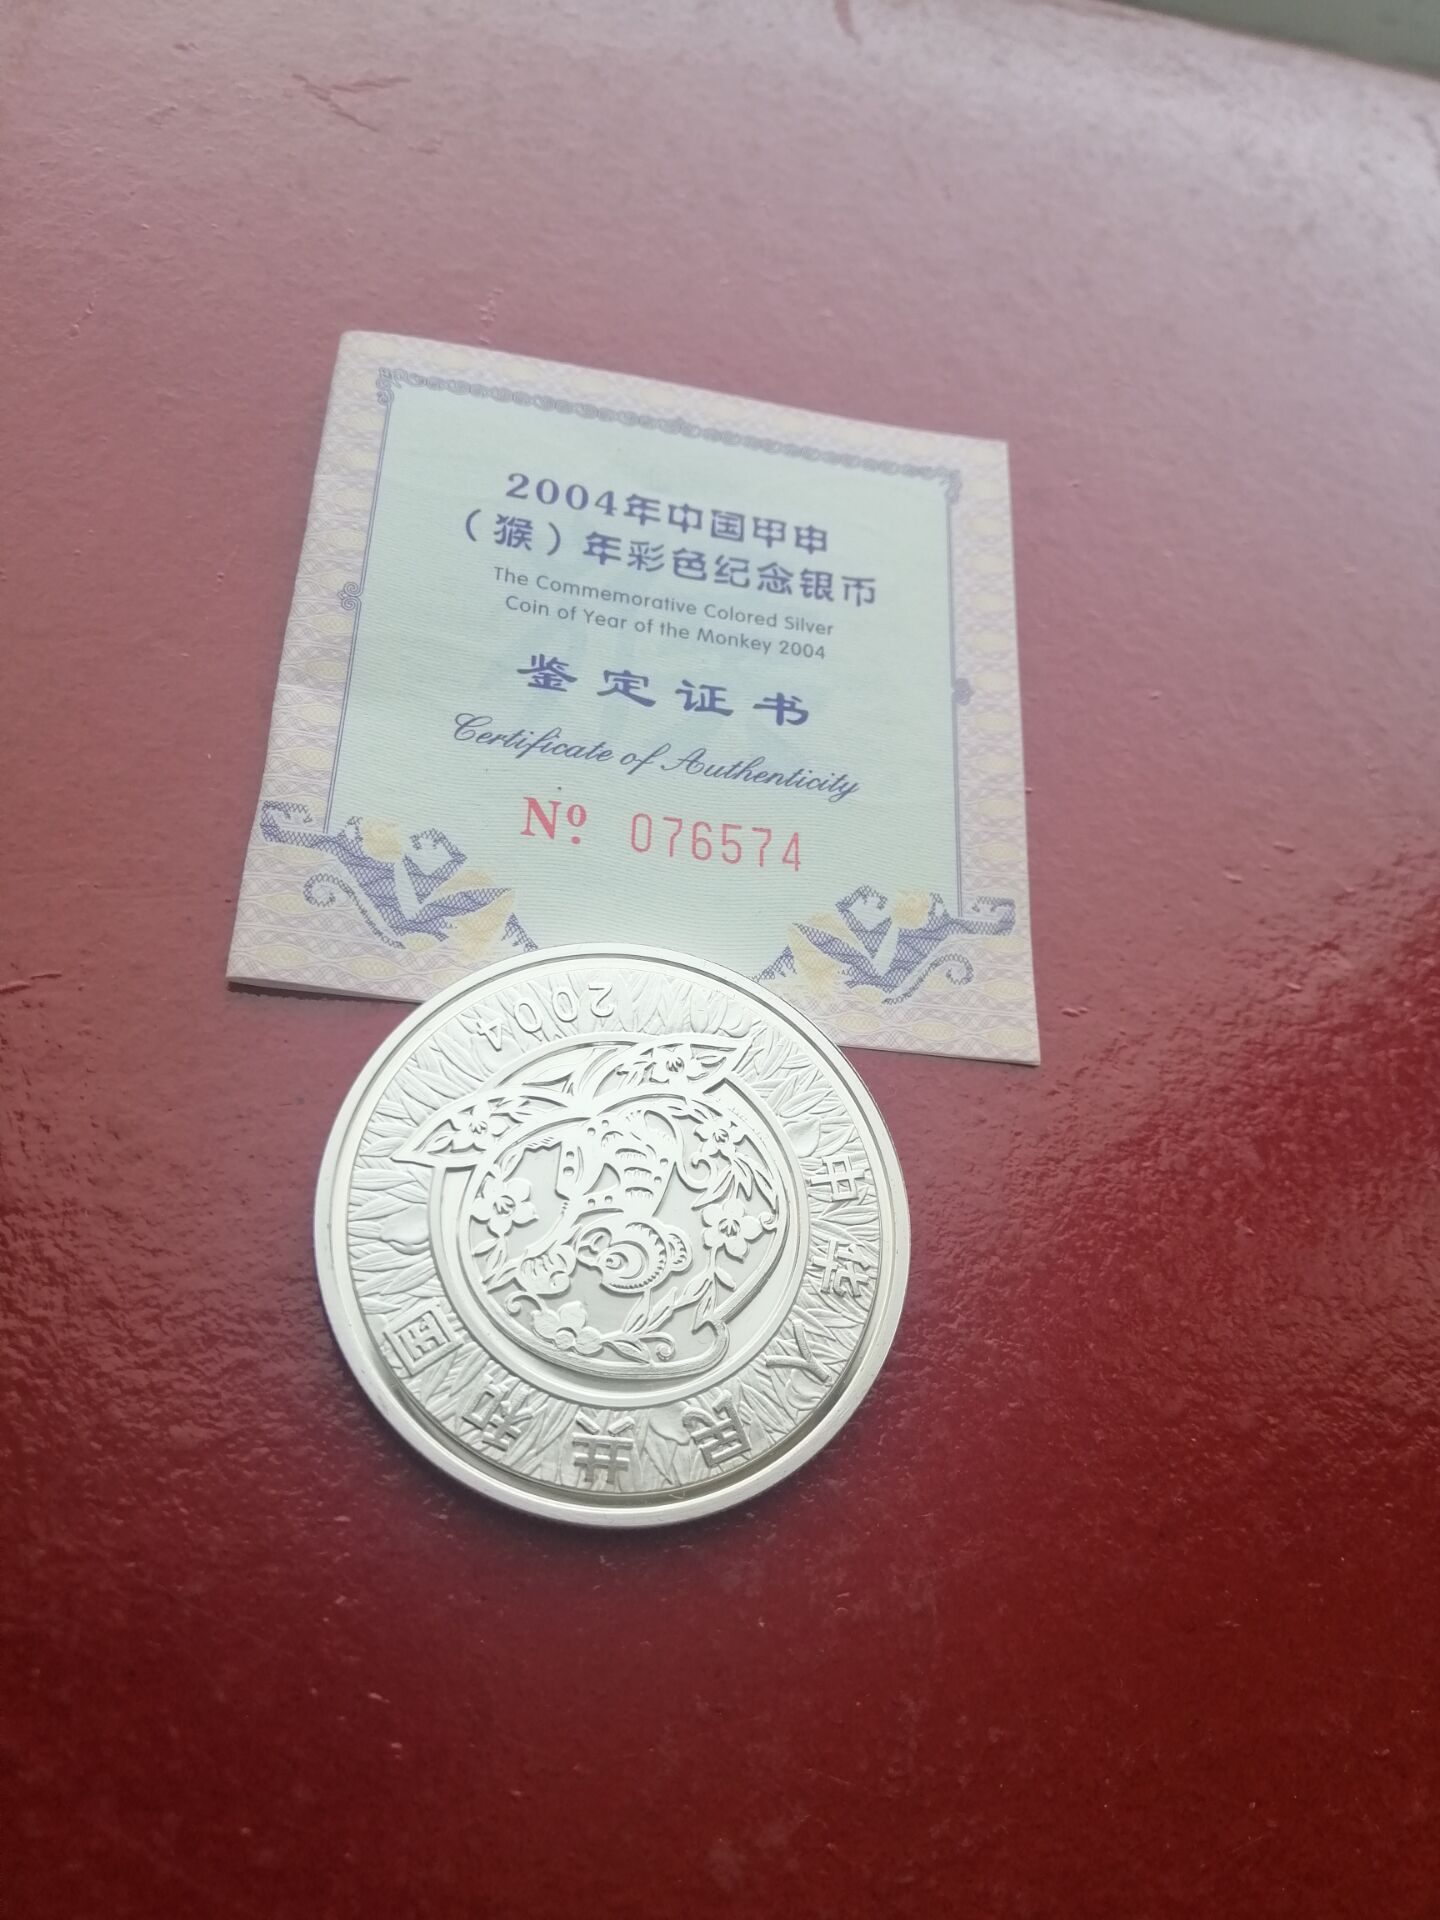 2004年中国甲申
（猴）年彩色纪念银币
The Commemorative Colored Silver
Coin of Year of the Monkey 2004
鉴定证书
Certificate of Authenticity
Nº 076574
中华人民共和国
2004